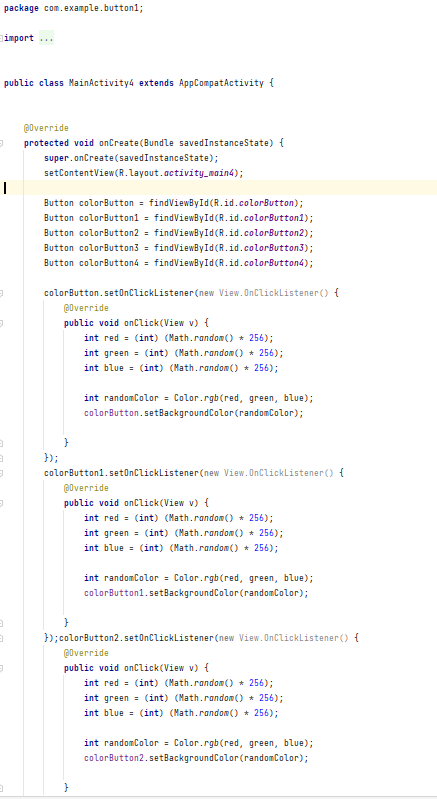 package com.example.button1;
import ...
public class MainActivity4 extends AppCompatActivity {
@Override
protected void onCreate(Bundle savedInstanceState) {
super.onCreate(savedInstanceState);
setContentView(R.layout.activity_main4);
Button colorButton = findViewById(R.id.colorButton);
Button colorButton1 = findViewById(R.id.colorButton1);
Button colorButton2 = findViewById(R.id.colorButton2);
Button colorButton3 = findViewById(R.id.colorButton3);
Button colorButton4 = findViewById(R.id.colorButton4);
colorButton.setOnClickListener(new View.OnClickListener() {
@Override
public void onClick(View v) {
int red = (int) (Math.random() * 256);
int green = (int) (Math.random() * 256);
int blue = (int) (Math.random() * 256);
int randomColor = Color.rgb(red, green, blue);
colorButton.setBackgroundColor(randomColor);
}
});
colorButton1.setOnClickListener(new View.OnClickListener() {
@Override
public void onClick(View v) {
int red = (int) (Math.random() * 256);
int green = (int) (Math.random() * 256);
int blue = (int) (Math.random() * 256);
int randomColor = Color.rgb(red, green, blue);
colorButton1.setBackgroundColor(randomColor);
}
});colorButton2.setOnClickListener(new View.OnClickListener() {
@Override
public void onClick(View v) {
int red = (int) (Math.random() * 256);
int green = (int) (Math.random() * 256);
int blue = (int) (Math.random() * 256);
int randomColor = Color.rgb(red, green, blue);
colorButton2.setBackgroundColor(randomColor);
}